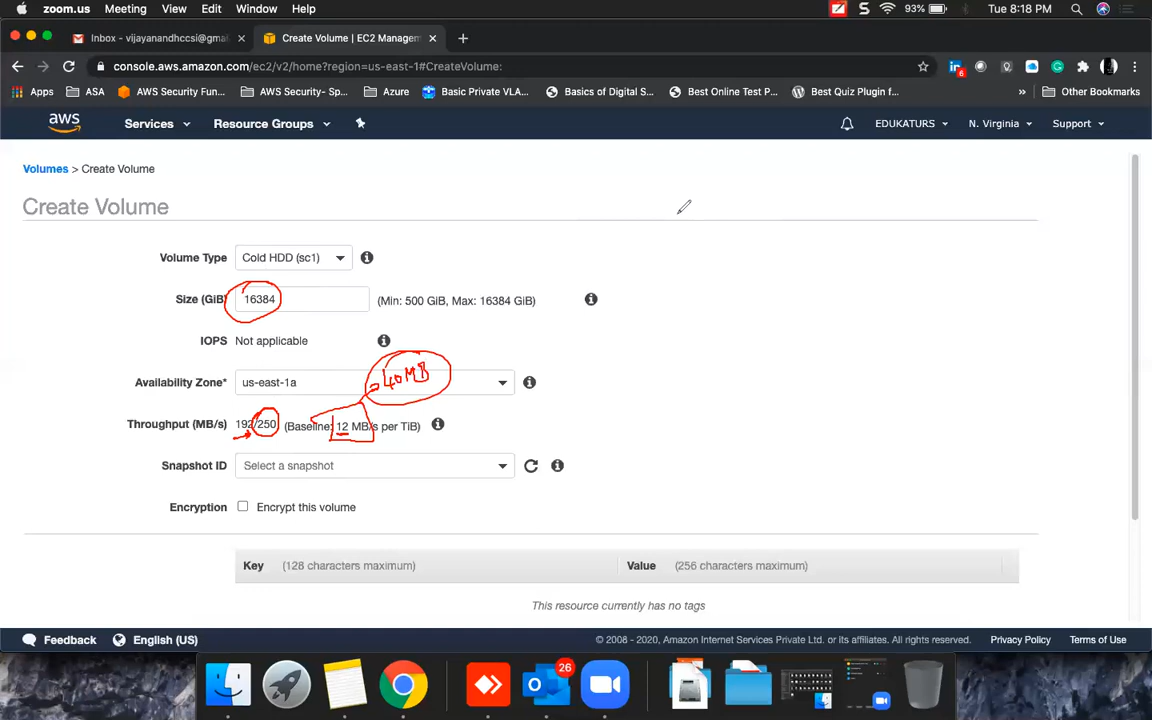 zoom.us Meeting View Edit Window Help 93% Tue 8:18 PM
Inbox - vijayanandhccsi@gmai Create Volume | EC2 Managem
console.aws.amazon.com/ec2/v2/home?region=us-east-1#CreateVolume: 6
Apps ASA AWS Security Fun... AWS Security- Sp... Azure Basic Private VLA... Basics of Digital S... Best Online Test P... Best Quiz Plugin f... » Other Bookmarks
aws Services Resource Groups EDUKATURS N. Virginia Support
Volumes > Create Volume
Create Volume
Volume Type Cold HDD (sc1)
Size (GiB) 16384 (Min: 500 GiB, Max: 16384 GiB)
IOPS Not applicable
40MB
Availability Zone* us-east-1a
Throughput (MB/s) 192/250 (Baseline: 12 MB/s per TiB)
Snapshot ID Select a snapshot
Encryption Encrypt this volume
Key (128 characters maximum) Value (256 characters maximum)
This resource currently has no tags
Feedback English (US) © 2008 - 2020, Amazon Internet Services Private Ltd. or its affiliates. All rights reserved. Privacy Policy Terms of Use
26